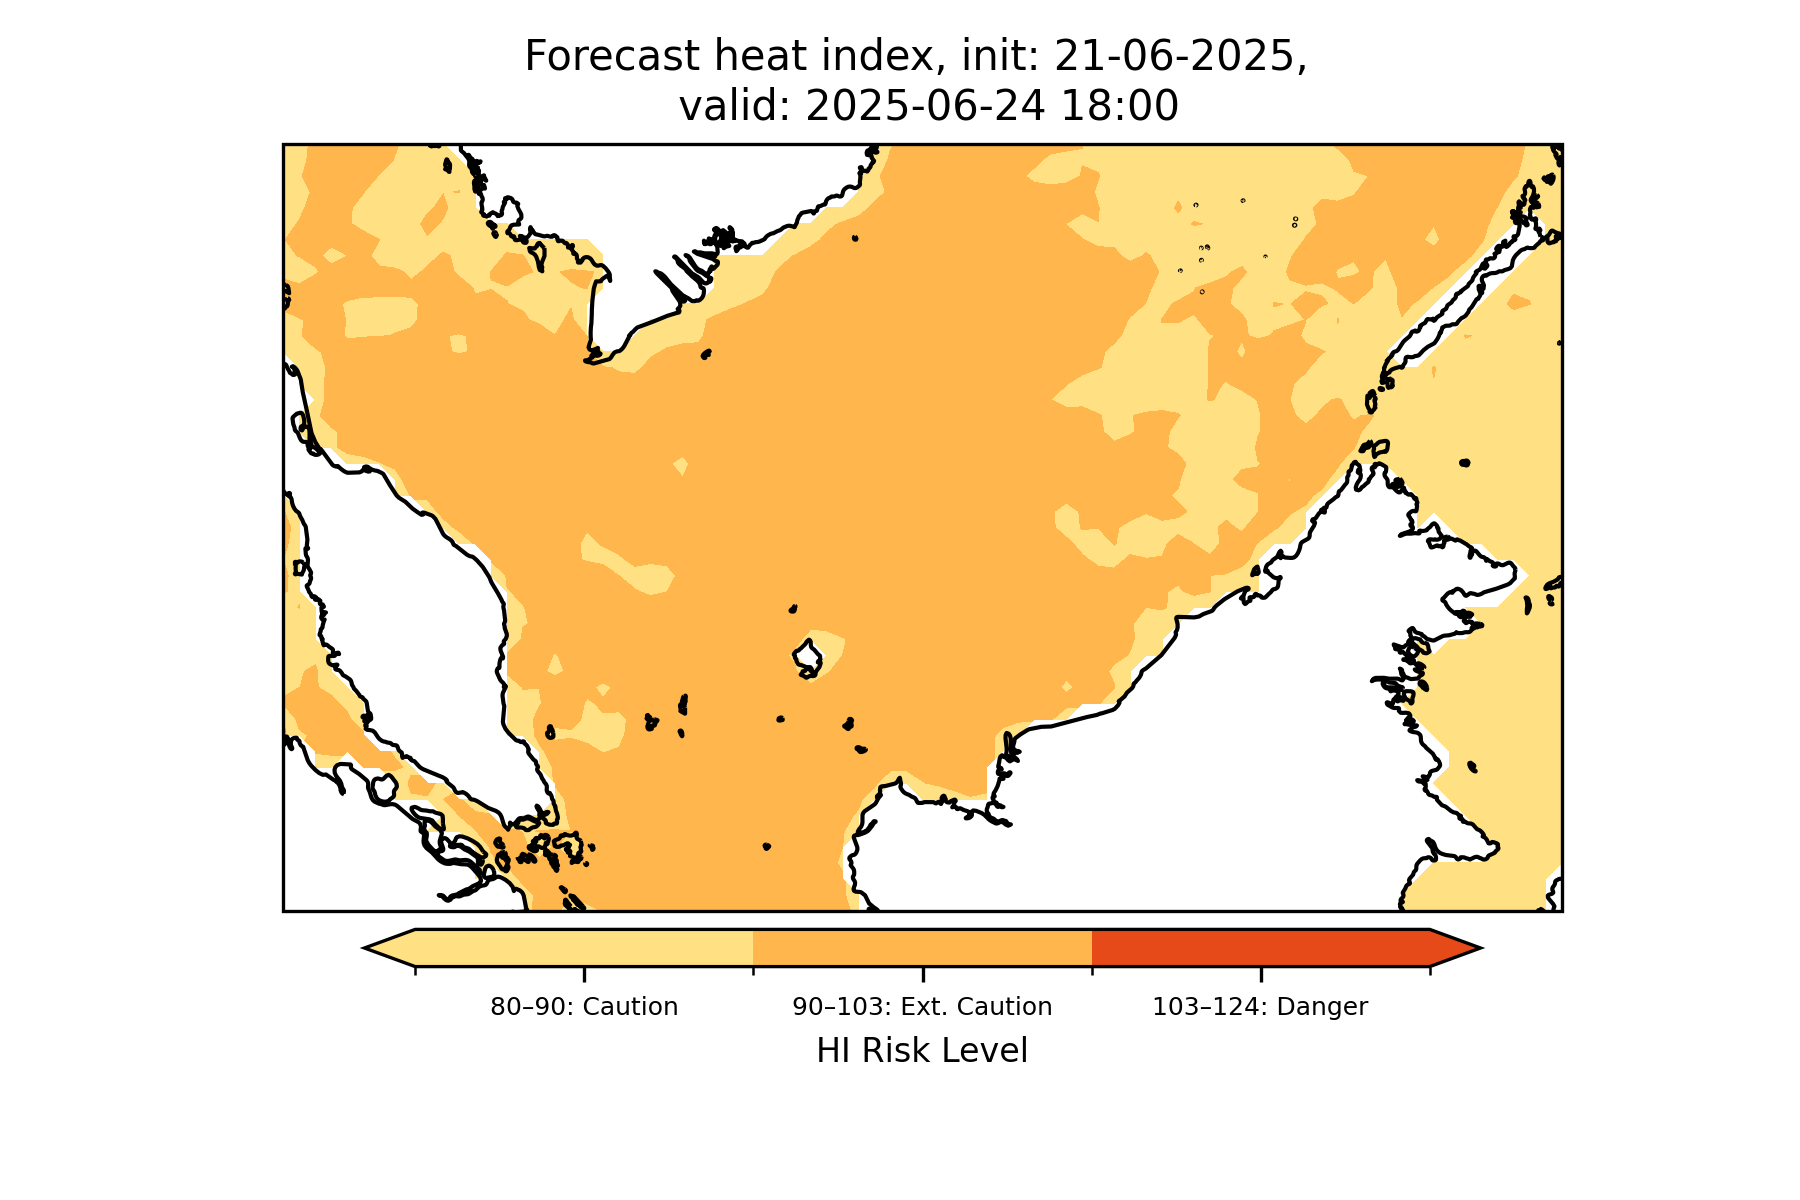 Forecast heat index, init: 21-06-2025,
valid: 2025-06-24 18:00
80–90: Caution
90–103: Ext. Caution
103–124: Danger
HI Risk Level